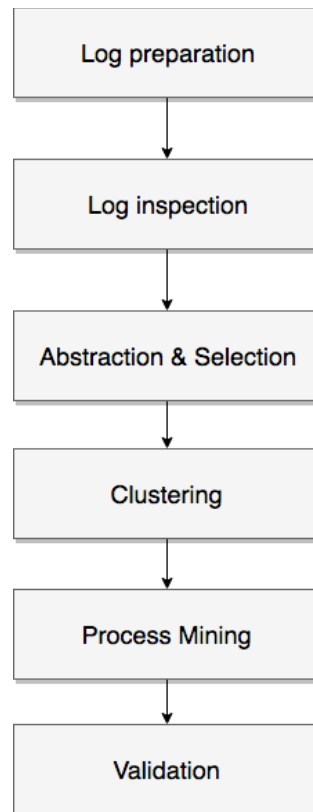 Log preparation
Log inspection
Abstraction & Selection
Clustering
Process Mining
Validation